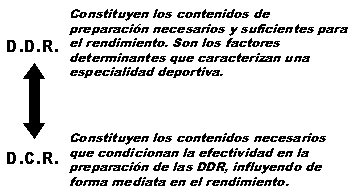 Constituyen los contenidos de
preparación necesarios y suficientes para
D.D.R. el rendimiento. Son los factores
determinantes que caracterizan una
especialidad deportiva.
Constituyen los contenidos necesarios
D.C.R. que condicionan la efectividad en la
preparación de las DDR, influyendo de
forma mediata en el rendimiento.